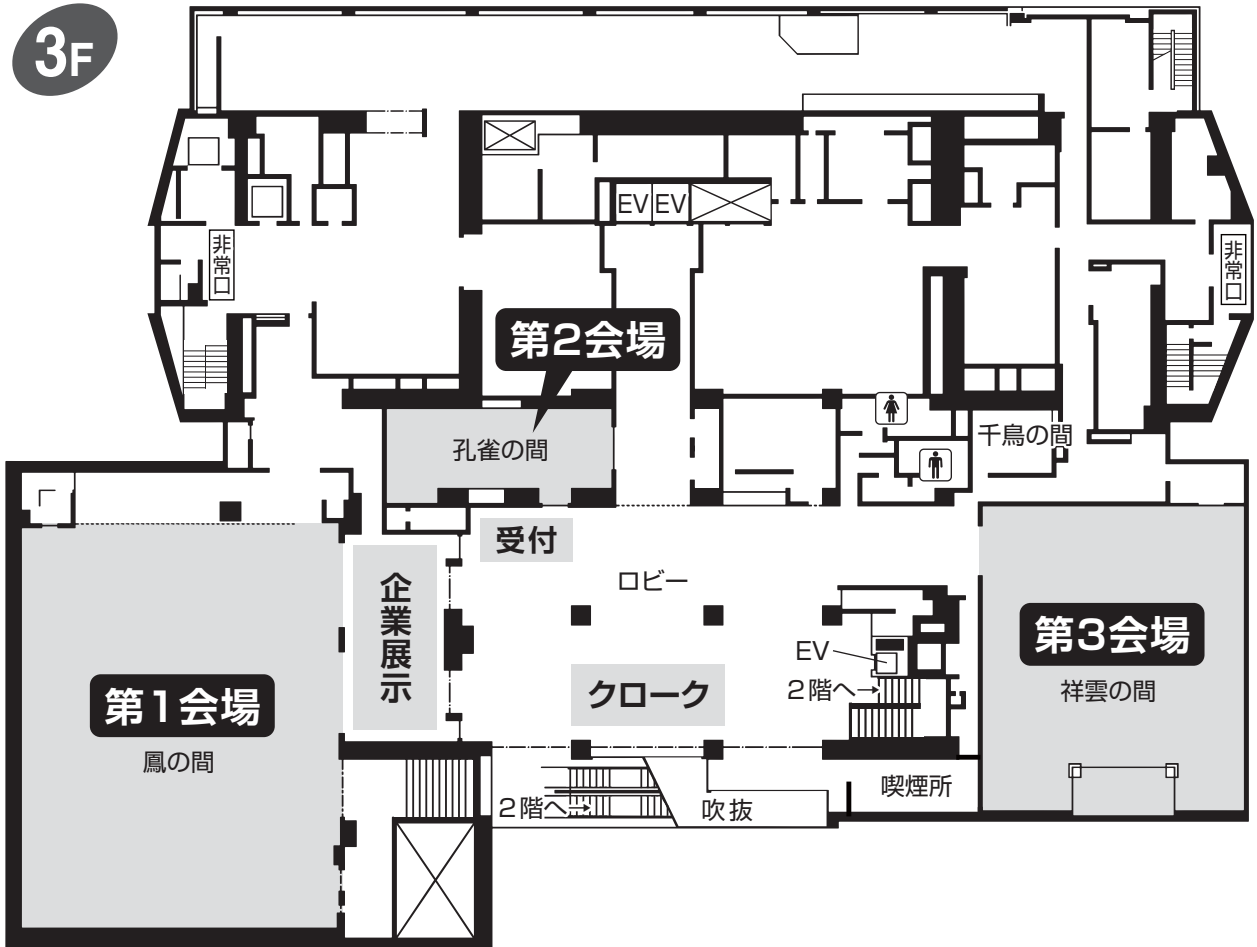 3F
EV EV
非常口
非常口
第2会場
孔雀の間
千鳥の間
受付
ロビー
企業展示
第3会場
祥雲の間
EV
2階へ→
クローク
第1会場
鳳の間
喫煙所
2階へ→
吹抜